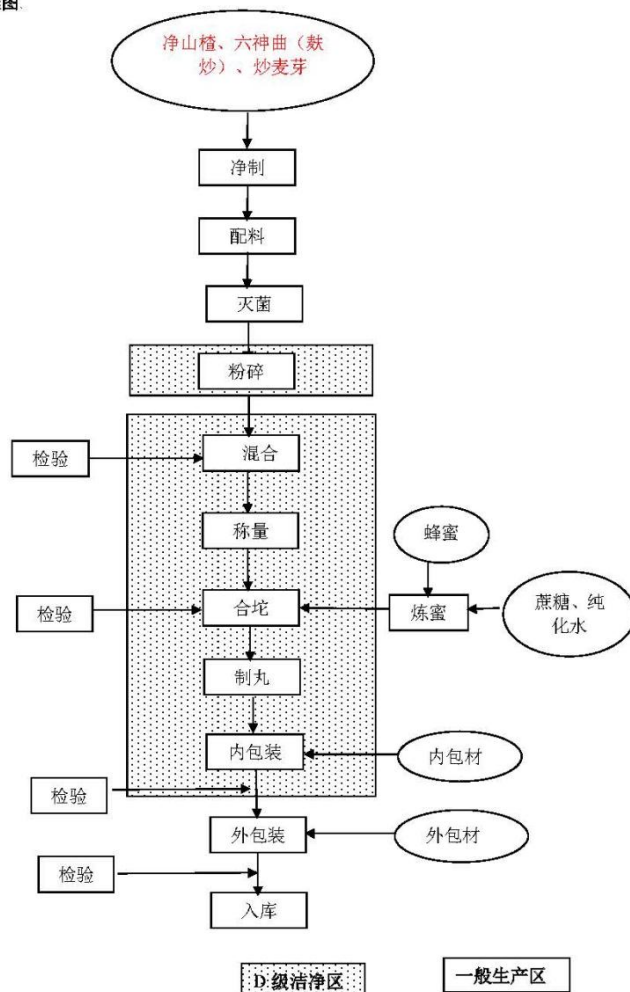 图
净山楂、六神曲（麸
炒）、炒麦芽
净制
配料
灭菌
粉碎
检验
混合
称量
蜂蜜
检验
合坨
炼蜜
蔗糖、纯
化水
制丸
内包装
内包材
检验
外包装
外包材
检验
入库
D 级洁净区
一般生产区